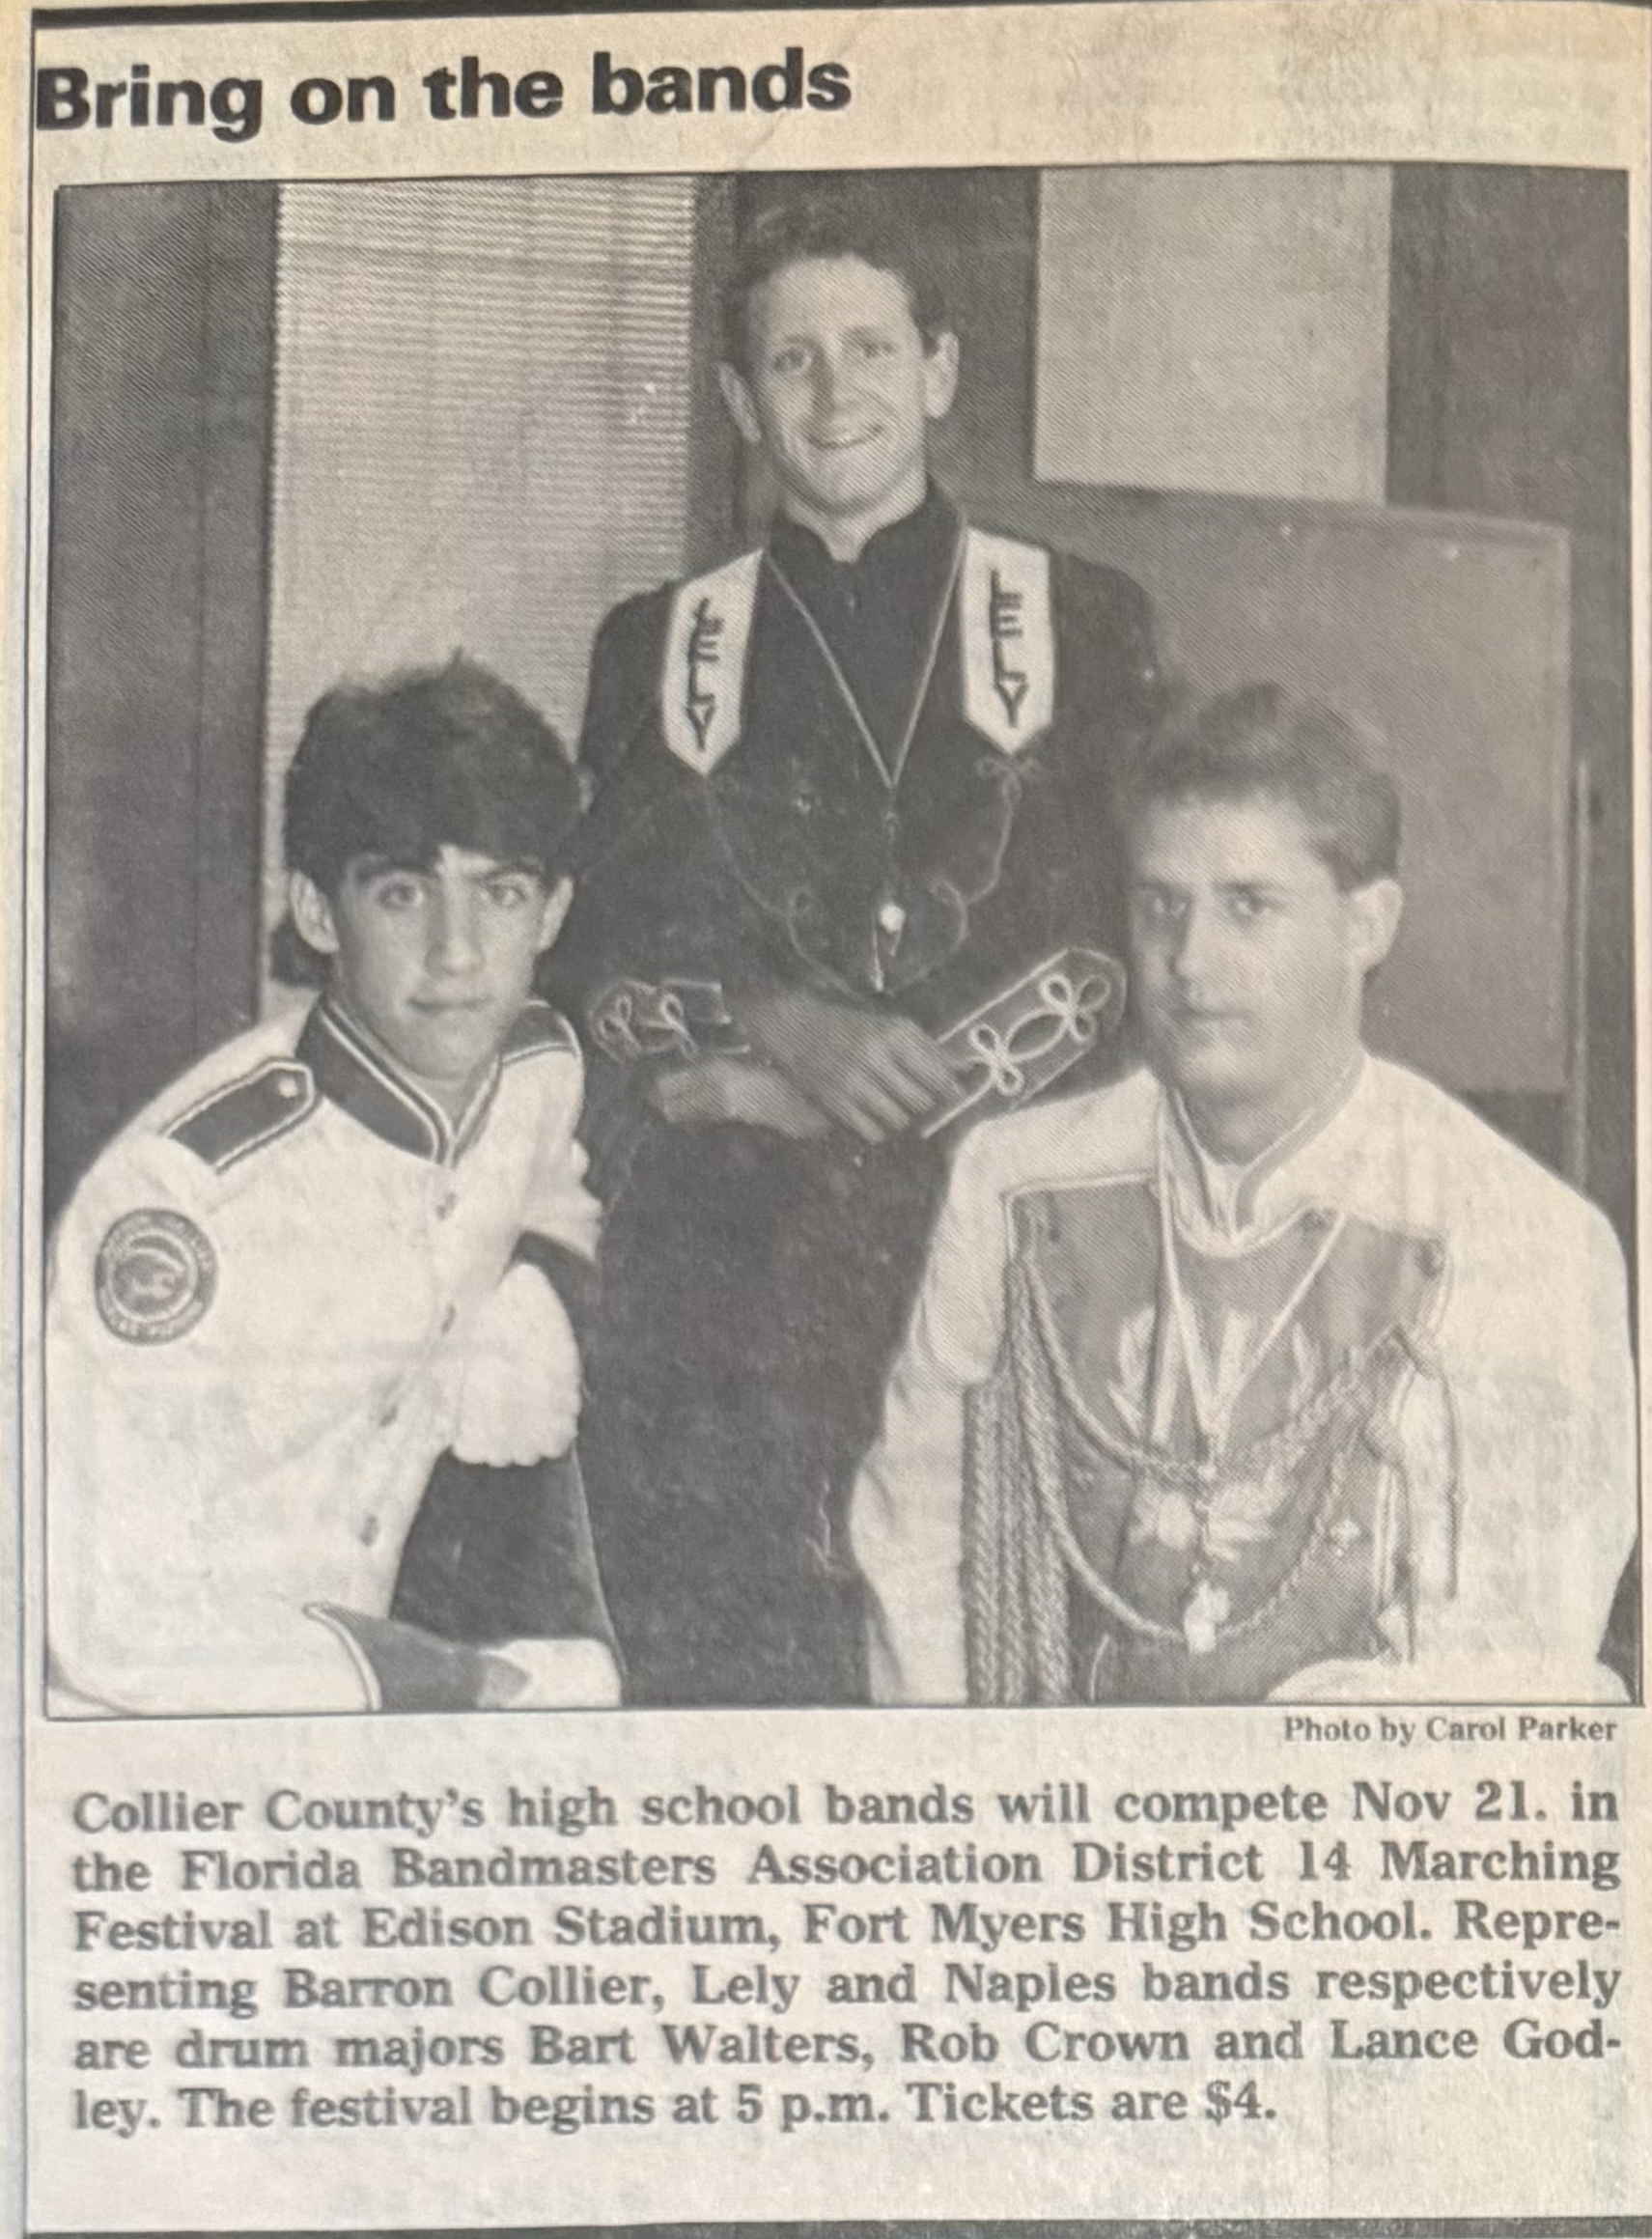 Bring on the bands
LELY
LELY
Photo by Carol Parker
Collier County's high school bands will compete Nov 21. in
the Florida Bandmasters Association District 14 Marching
Festival at Edison Stadium, Fort Myers High School. Repre-
senting Barron Collier, Lely and Naples bands respectively
are drum majors Bart Walters, Rob Crown and Lance God-
ley. The festival begins at 5 p.m. Tickets are $4.